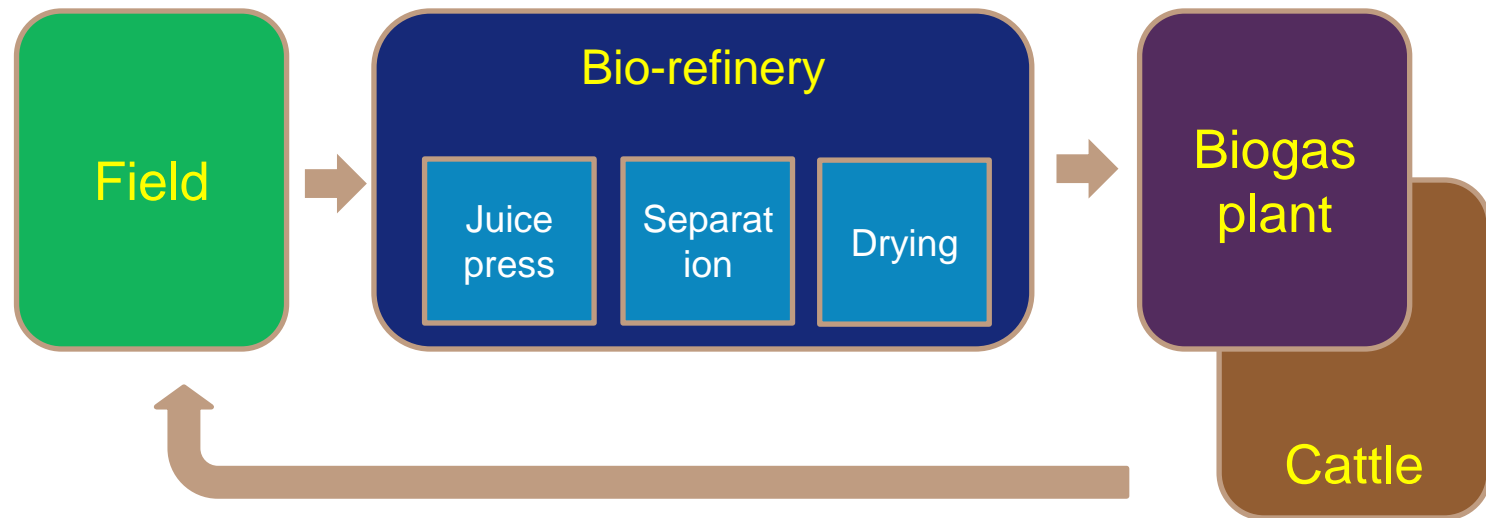 Field
Bio-refinery
Juice
press
Separat
ion
Drying
Biogas
plant
Cattle